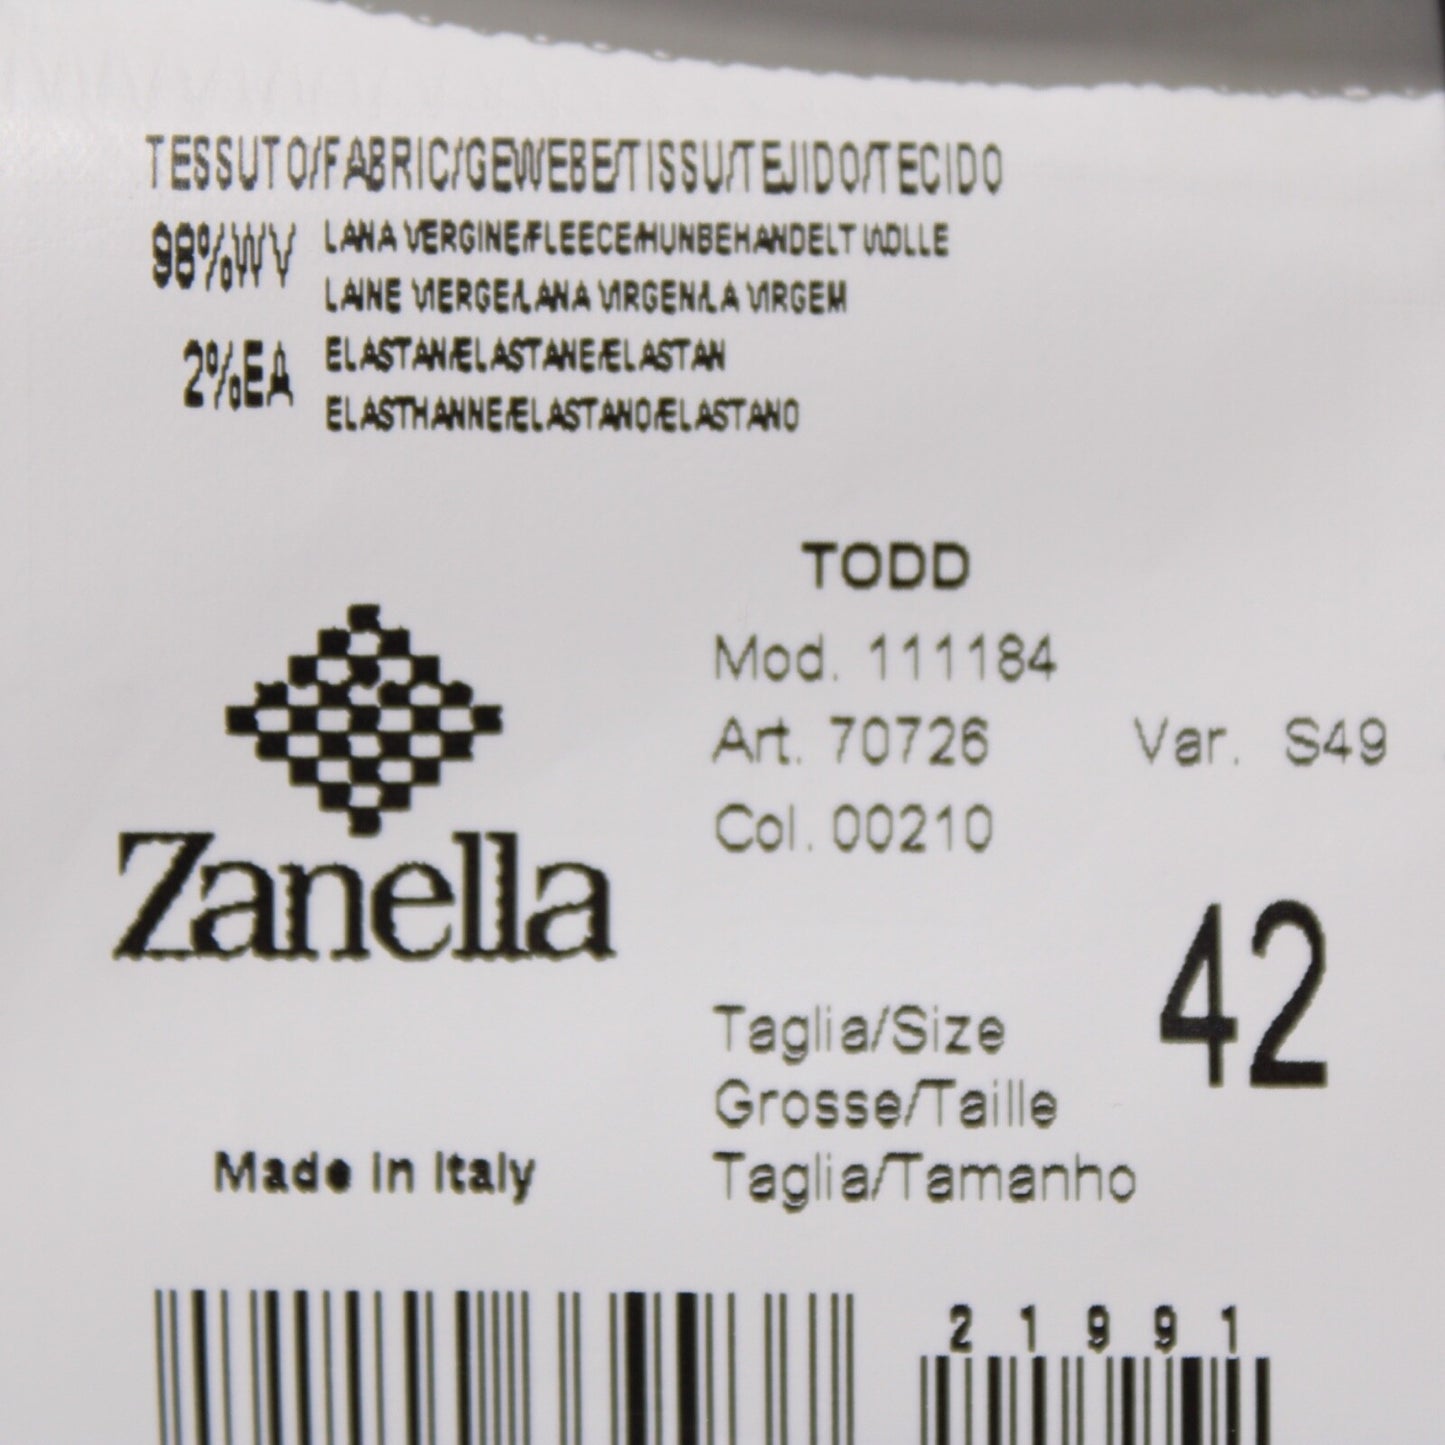 TESSUTO/FABRIC/GEWEBE/TISSU/TEJIDO/TECIDO
98%WV LANA VERGINE/FLEECE/HUNBEHANDELT WOLLE
LAINE VIERGE/LANA VIRGEN/LA VIRGEM
2%EA ELASTAN/ELASTANE/ELASTAN
ELASTHANNE/ELASTANO/ELASTANO
TODD
Mod. 111184
Art. 70726 Var. S49
Col. 00210
Zanella
42
Taglia/Size
Grosse/Taille
Taglia/Tamanho
Made in Italy
21991